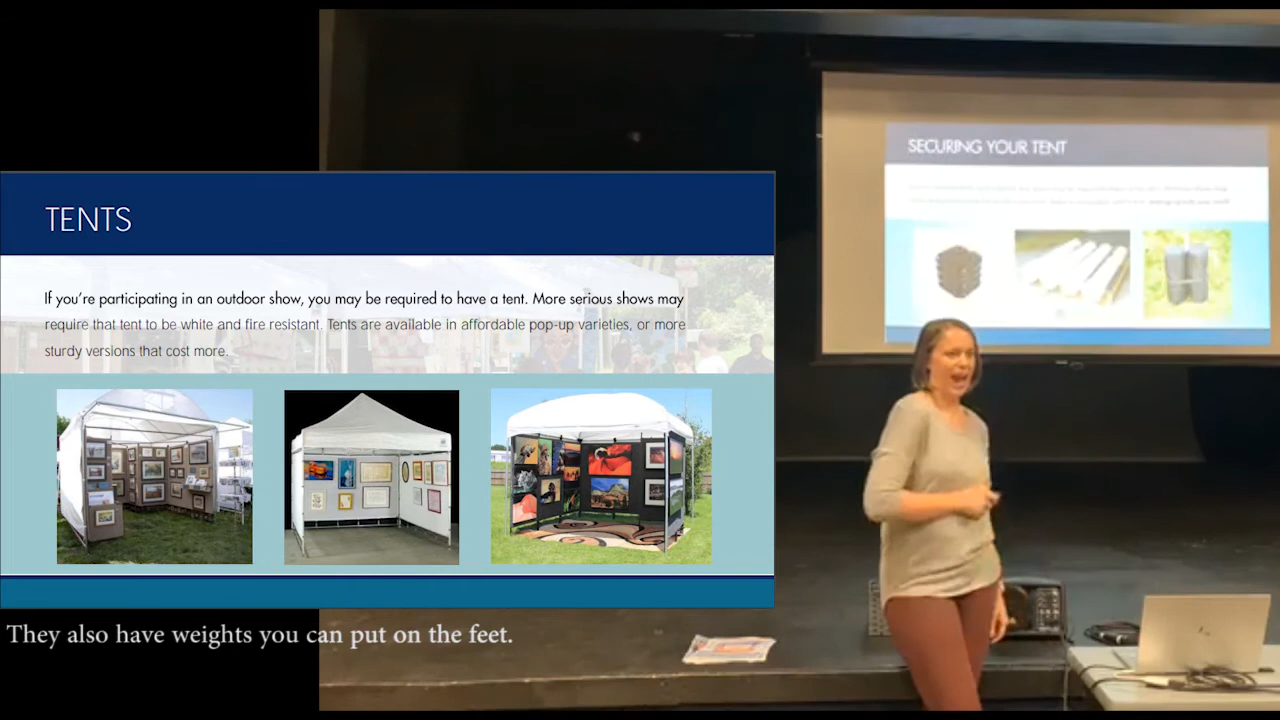 TENTS
If you're participating in an outdoor show, you may be required to have a tent. More serious shows may
require that tent to be white and fire resistant. Tents are available in affordable pop-up varieties, or more
sturdy versions that cost more.
They also have weights you can put on the feet.
SECURING YOUR TENT